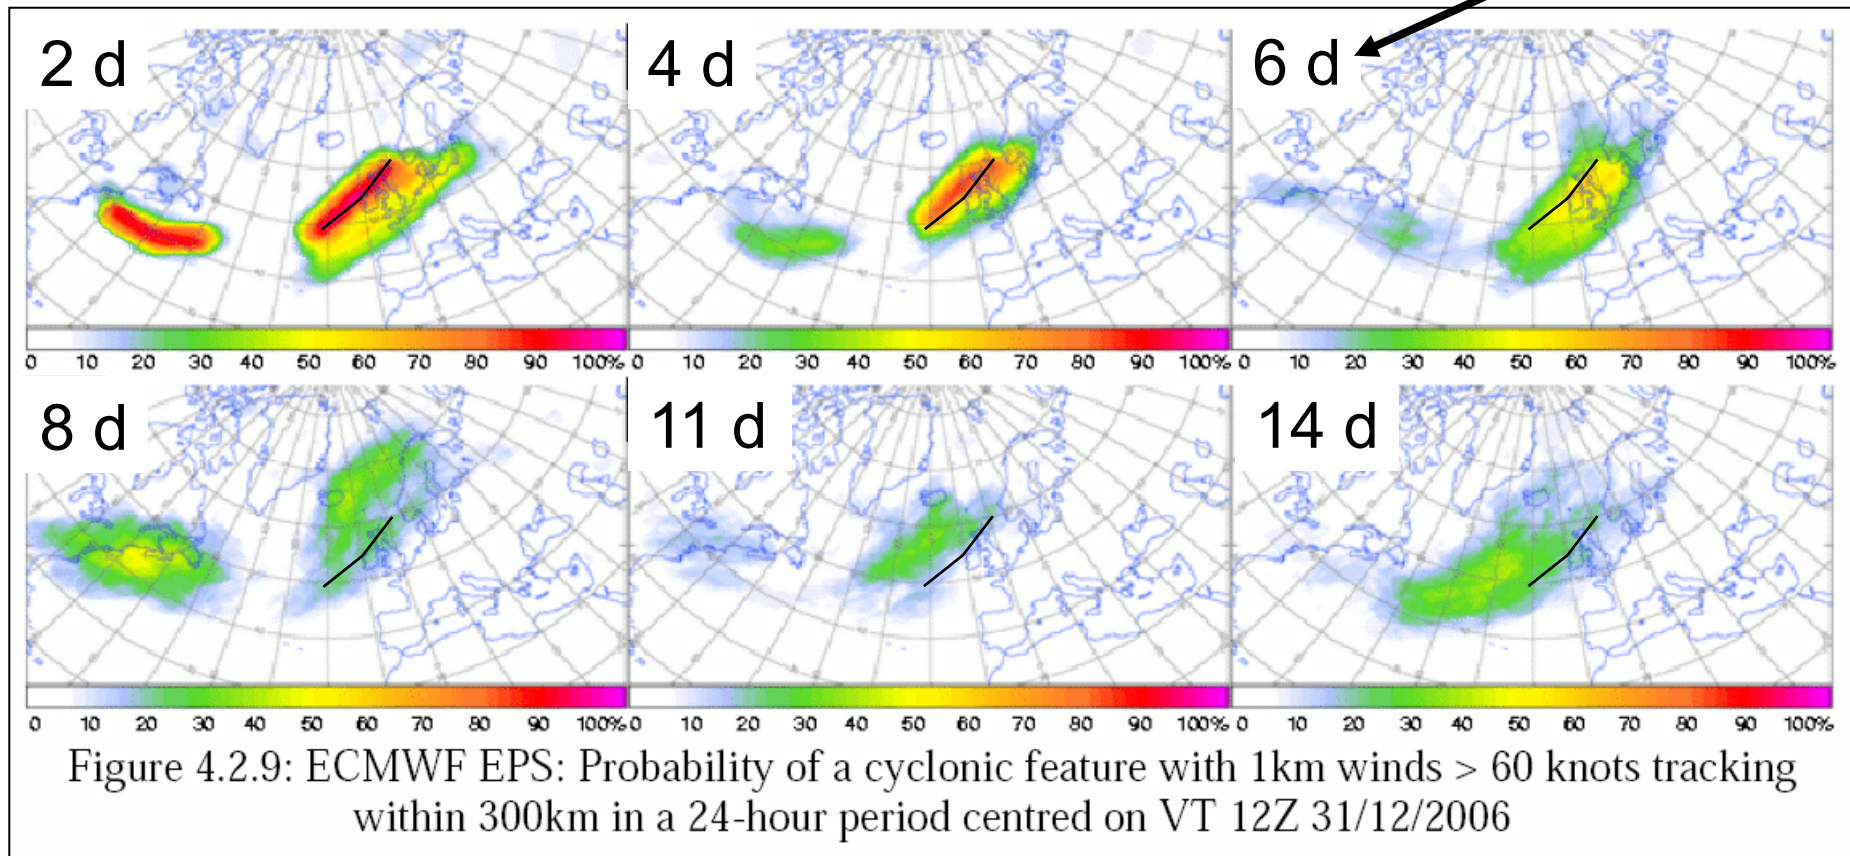 2 d
4 d
6 d
0 10 20 30 40 50 60 70 80 90 100%
0 10 20 30 40 50 60 70 80 90 100%
0 10 20 30 40 50 60 70 80 90 100%
8 d
11 d
14 d
0 10 20 30 40 50 60 70 80 90 100%
0 10 20 30 40 50 60 70 80 90 100%
0 10 20 30 40 50 60 70 80 90 100%
Figure 4.2.9: ECMWF EPS: Probability of a cyclonic feature with 1km winds > 60 knots tracking
within 300km in a 24-hour period centred on VT 12Z 31/12/2006